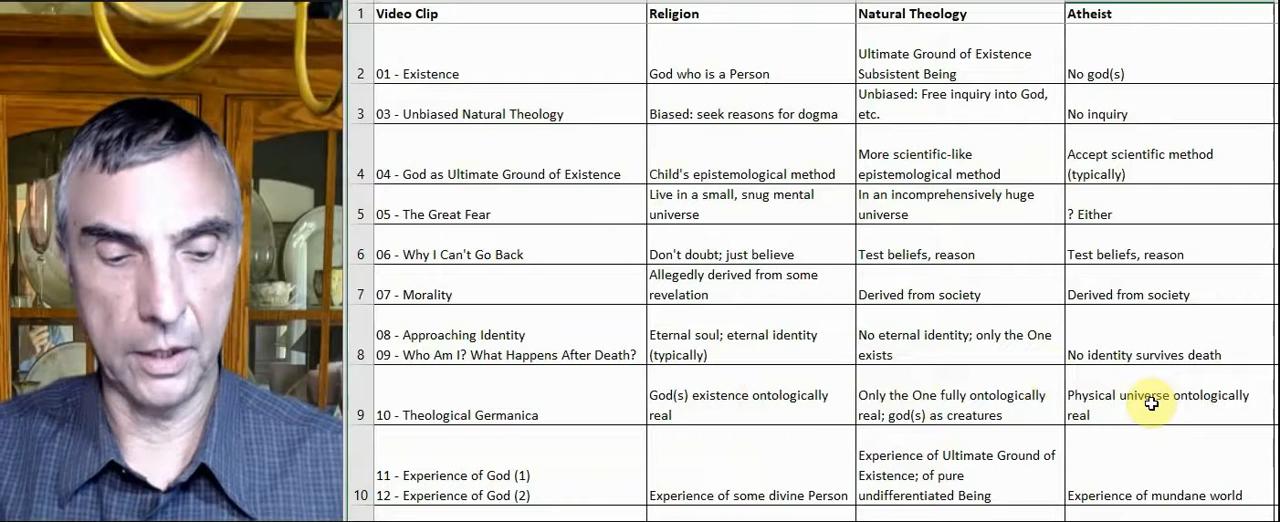 1 Video Clip Religion Natural Theology Atheist
Ultimate Ground of Existence
2 01 - Existence God who is a Person Subsistent Being No god(s)
Unbiased: Free inquiry into God,
3 03 - Unbiased Natural Theology Biased: seek reasons for dogma etc. No inquiry
More scientific-like Accept scientific method
4 04 - God as Ultimate Ground of Existence Child's epistemological method epistemological method (typically)
Live in a small, snug mental In an incomprehensively huge
5 05 - The Great Fear universe universe ? Either
6 06 - Why I Can't Go Back Don't doubt; just believe Test beliefs, reason Test beliefs, reason
Allegedly derived from some
7 07 - Morality revelation Derived from society Derived from society
08 - Approaching Identity Eternal soul; eternal identity No eternal identity; only the One
8 09 - Who Am I? What Happens After Death? (typically) exists No identity survives death
God(s) existence ontologically Only the One fully ontologically Physical universe ontologically
9 10 - Theological Germanica real real; god(s) as creatures real
Experience of Ultimate Ground of
11 - Experience of God (1) Existence; of pure
10 12 - Experience of God (2) Experience of some divine Person undifferentiated Being Experience of mundane world